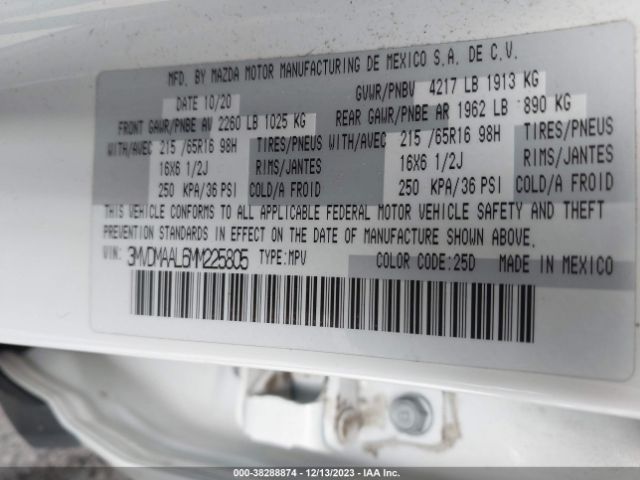 MFD. BY MAZDA MOTOR MANUFACTURING DE MEXICO S.A. DE C.V.
DATE 10/20 GVWR/PNBV 4217 LB 1913 KG
FRONT GAWR/PNBE AV 2260 LB 1025 KG REAR GAWR/PNBE AR 1962 LB 890 KG
WITH/AVEC 215 /65R16 98H TIRES/PNEUS WITH/AVEC 215 /65R16 98H TIRES/PNEUS
16X6 1/2J RIMS/JANTES 16X6 1/2J RIMS/JANTES
250 KPA/36 PSI COLD/A FROID 250 KPA/36 PSI COLD/A FROID
THIS VEHICLE CONFORMS TO ALL APPLICABLE FEDERAL MOTOR VEHICLE SAFETY AND THEFT
PREVENTION STANDARDS IN EFFECT ON THE DATE OF MANUFACTURE SHOWN ABOVE.
VIN: 3MVDMAAL6MM225805 TYPE:MPV COLOR CODE:25D MADE IN MEXICO
000-38288874 - 12/13/2023 - IAA Inc.